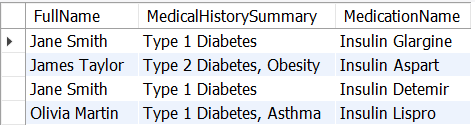 FullName MedicalHistorySummary MedicationName
Jane Smith Type 1 Diabetes Insulin Glargine
James Taylor Type 2 Diabetes, Obesity Insulin Aspart
Jane Smith Type 1 Diabetes Insulin Detemir
Olivia Martin Type 1 Diabetes, Asthma Insulin Lispro